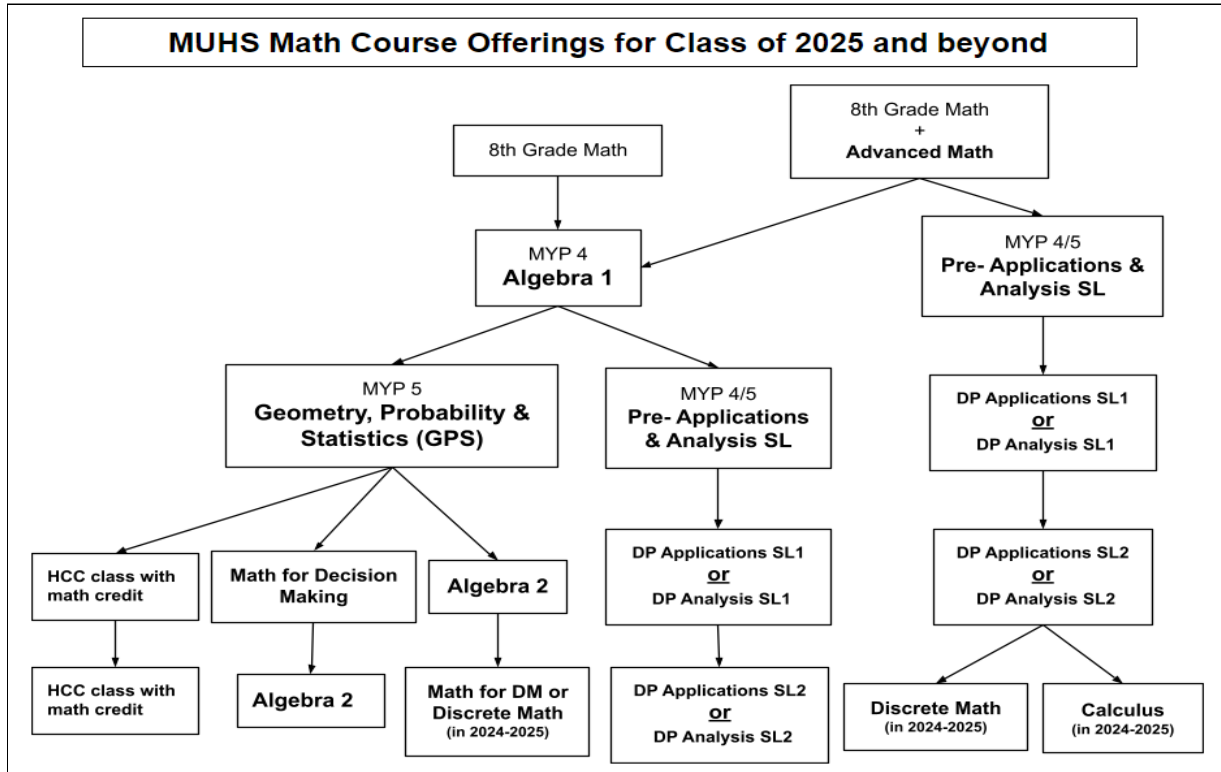 MUHS Math Course Offerings for Class of 2025 and beyond
8th Grade Math
8th Grade Math
+
Advanced Math
MYP 4
Algebra 1
MYP 4/5
Pre- Applications &
Analysis SL
MYP 5
Geometry, Probability &
Statistics (GPS)
MYP 4/5
Pre- Applications
& Analysis SL
DP Applications SL1
or
DP Analysis SL1
HCC class with
math credit
Math for Decision
Making
Algebra 2
DP Applications SL1
or
DP Analysis SL1
DP Applications SL2
or
DP Analysis SL2
HCC class with
math credit
Algebra 2
Math for DM or
Discrete Math
(in 2024-2025)
DP Applications SL2
or
DP Analysis SL2
Discrete Math
(in 2024-2025)
Calculus
(in 2024-2025)